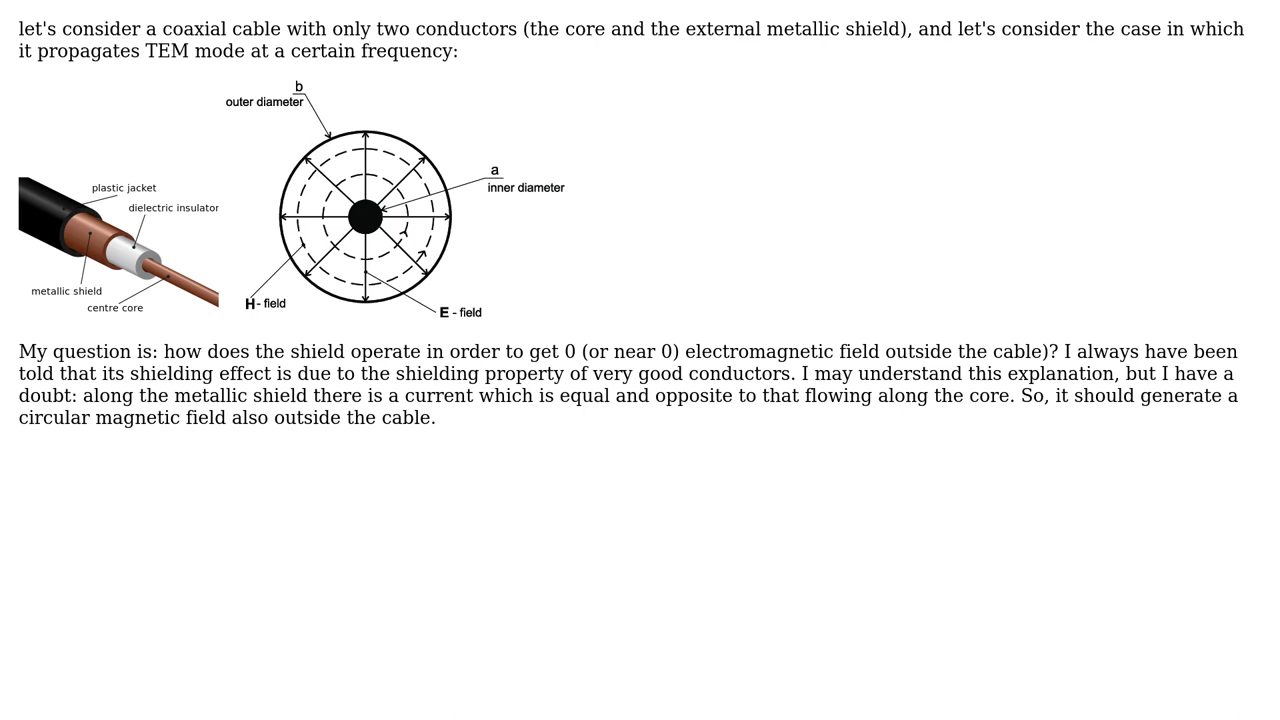 let's consider a coaxial cable with only two conductors (the core and the external metallic shield), and let's consider the case in which
it propagates TEM mode at a certain frequency:
b
outer diameter
a
inner diameter
plastic jacket
dielectric insulator
metallic shield
centre core
H - field
E - field
My question is: how does the shield operate in order to get 0 (or near 0) electromagnetic field outside the cable)? I always have been
told that its shielding effect is due to the shielding property of very good conductors. I may understand this explanation, but I have a
doubt: along the metallic shield there is a current which is equal and opposite to that flowing along the core. So, it should generate a
circular magnetic field also outside the cable.